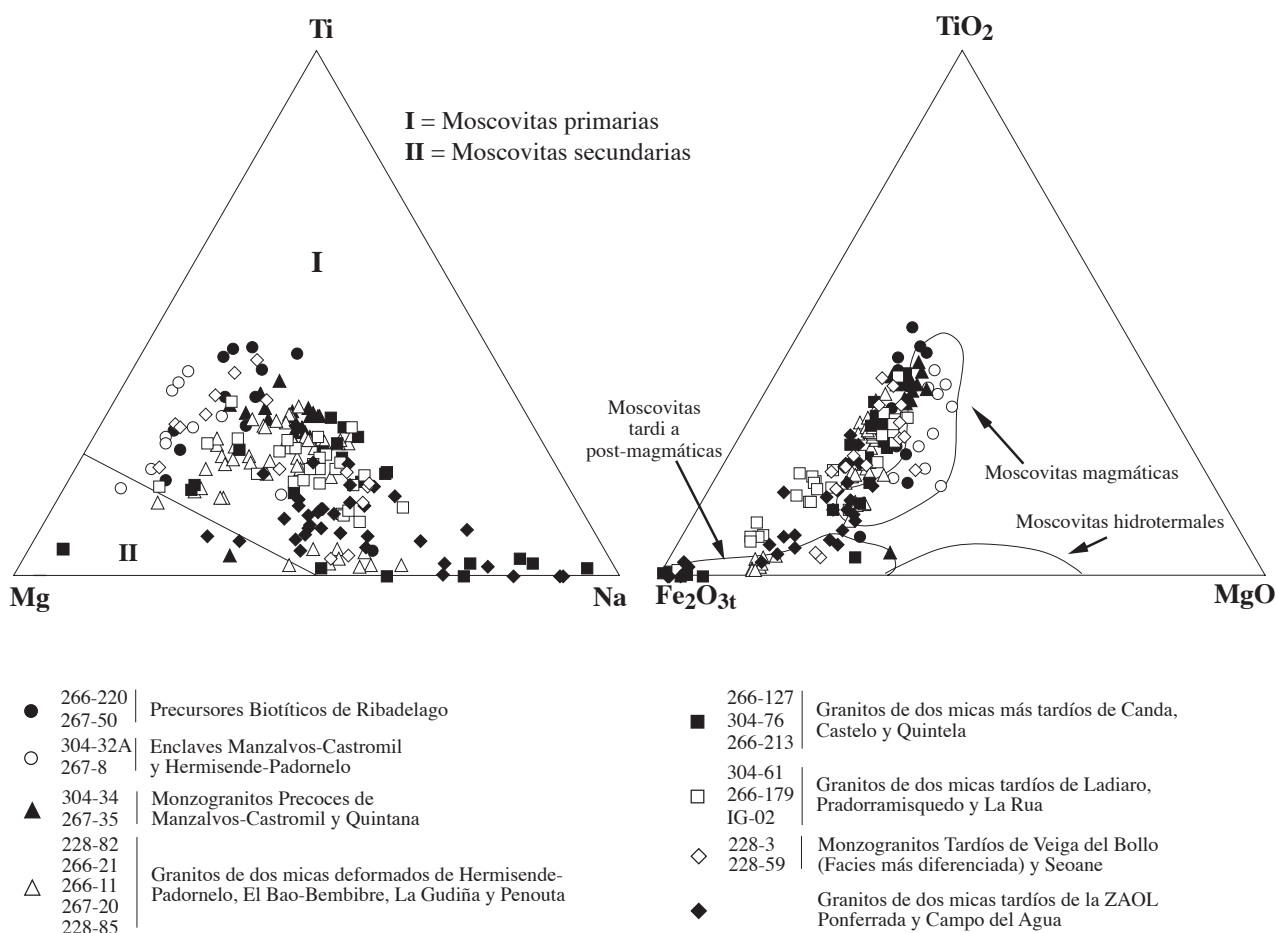 Ti
TiO2
I = Moscovitas primarias
II = Moscovitas secundarias
I
Moscovitas
tardi a
post-magmáticas
Moscovitas magmáticas
Moscovitas hidrotermales
II
Mg
Na
Fe2O3t
MgO
266-220
267-50
Precursores Biotíticos de Ribadelago
304-32A
267-8
Enclaves Manzalvos-Castromil
y Hermisende-Padornelo
304-34
267-35
Monzogranitos Precoces de
Manzalvos-Castromil y Quintana
228-82
266-21
266-11
267-20
228-85
Granitos de dos micas deformados de Hermisende-
Padornelo, El Bao-Bembibre, La Gudiña y Penouta
266-127
304-76
266-213
Granitos de dos micas más tardíos de Canda,
Castelo y Quintela
304-61
266-179
IG-02
Granitos de dos micas tardíos de Ladiaro,
Pradorramisquedo y La Rua
228-3
228-59
Monzogranitos Tardíos de Veiga del Bollo
(Facies más diferenciada) y Seoane
Granitos de dos micas tardíos de la ZAOL
Ponferrada y Campo del Agua